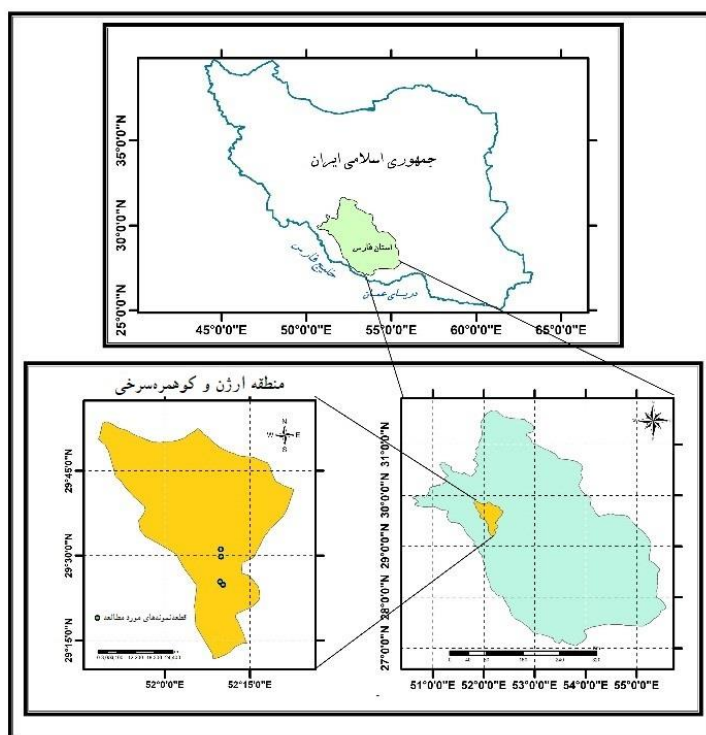 35°0'0"N
30°0'0"N
25°0'0"N
جمهوری اسلامی ایران
استان فارس
خلیج فارس
دریای عمان
45°0'0"E 50°0'0"E 55°0'0"E 60°0'0"E 65°0'0"E
منطقه ارژن و کوهمره‌سرخی
N
W E
S
29°45'0"N
29°30'0"N
29°15'0"N
قطعه‌نمونه‌های مورد مطالعه
52°0'0"E 52°15'0"E
31°0'0"N
30°0'0"N
29°0'0"N
28°0'0"N
27°0'0"N
51°0'0"E 52°0'0"E 53°0'0"E 54°0'0"E 55°0'0"E